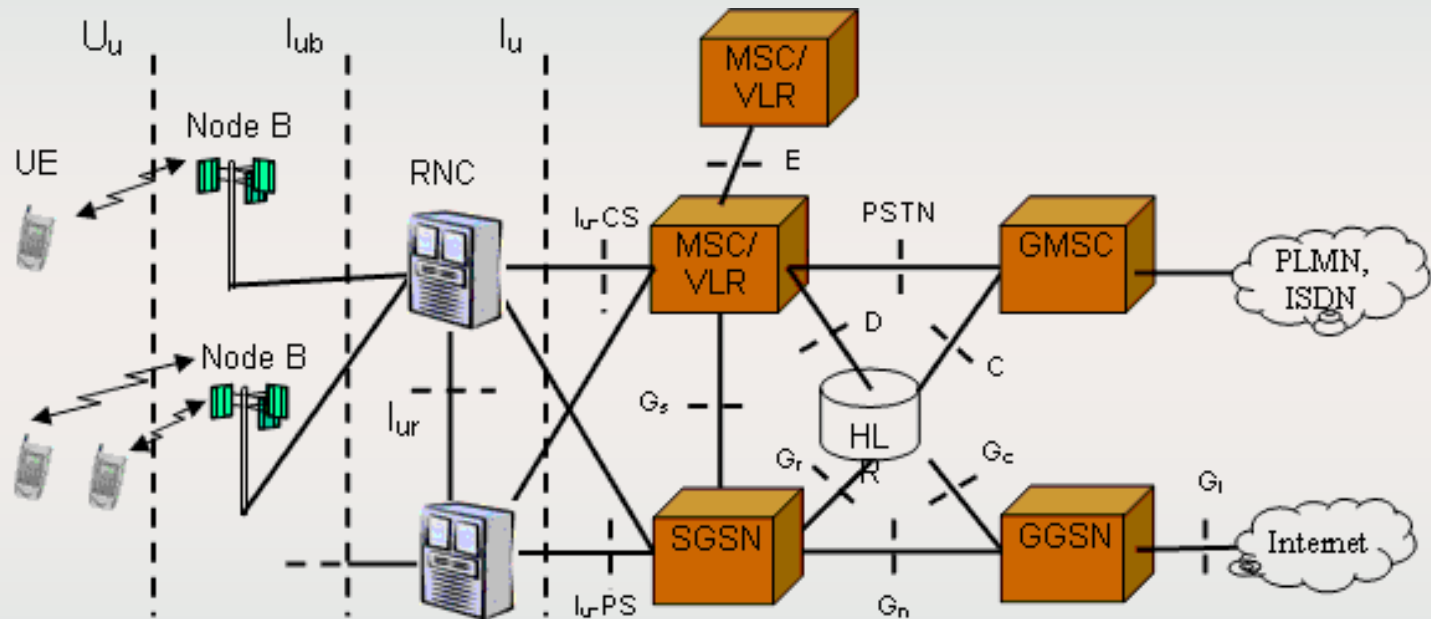 Uu
Iub
Iu
MSC/
VLR
Node B
UE
RNC
E
Iu-CS
MSC/
VLR
PSTN
GMSC
PLMN,
ISDN
D
C
Node B
Iur
Gs
HL
R
Gr
Gc
Gi
SGSN
GGSN
Internet
Iu-PS
Gn